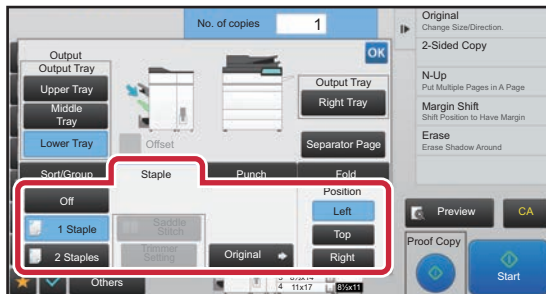 No. of copies 1
Original
Change Size/Direction.
2-Sided Copy
N-Up
Put Multiple Pages in A Page
Margin Shift
Shift Position to Have Margin
Erase
Erase Shadow Around
Output
OK
Output Tray
Upper Tray
Middle
Tray
Lower Tray
Offset
Output Tray
Right Tray
Separator Page
Sort/Group
Staple
Punch
Fold
Off
1 Staple
2 Staples
Saddle
Stitch
Trimmer
Setting
Original
Position
Left
Top
Right
Others
4 11x17
8½x11
Preview
CA
Proof Copy
Start